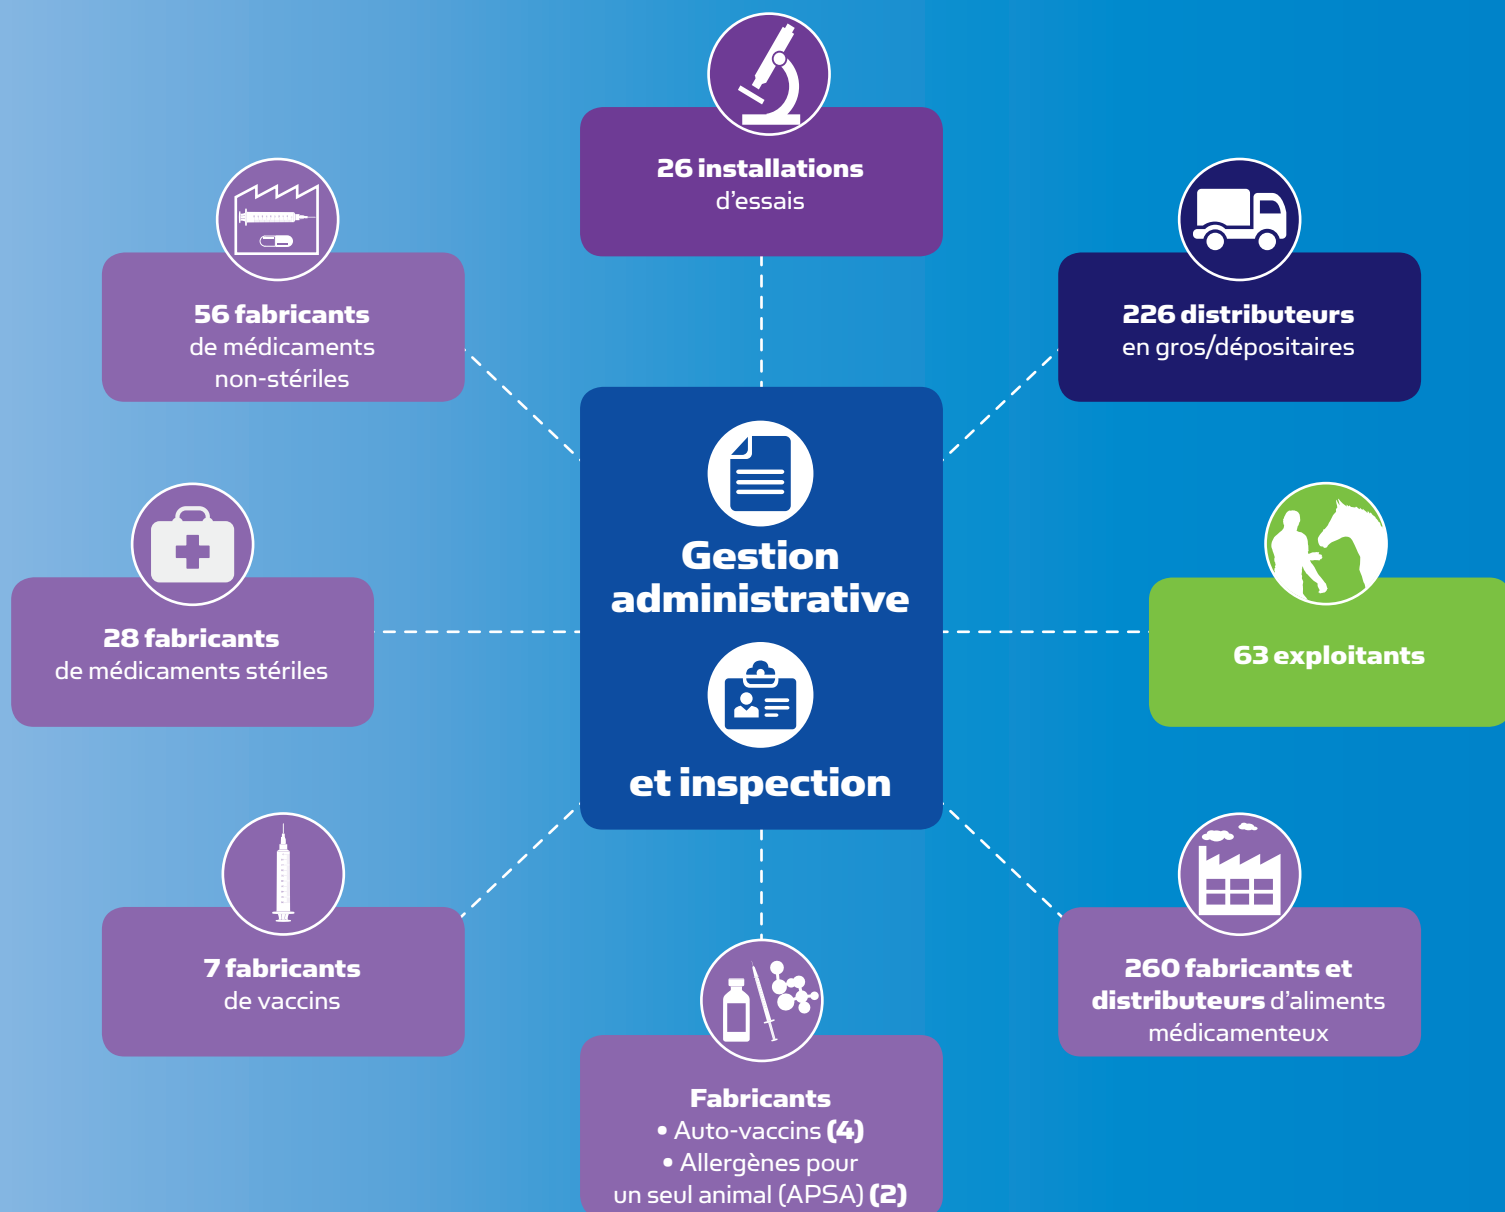 26 installations
d'essais
56 fabricants
de médicaments
non-stériles
226 distributeurs
en gros/dépositaires
Gestion
administrative
et inspection
28 fabricants
de médicaments stériles
63 exploitants
7 fabricants
de vaccins
260 fabricants et
distributeurs d'aliments
médicamenteux
Fabricants
• Auto-vaccins (4)
• Allergènes pour
un seul animal (APSA) (2)